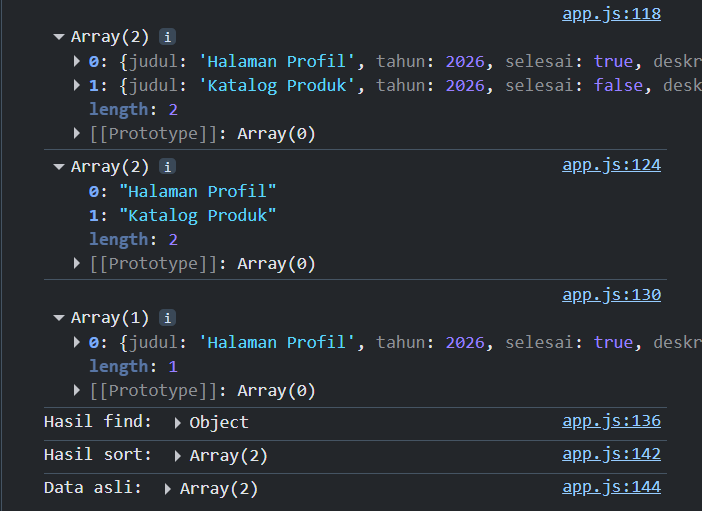 app.js:118
▼ Array(2) i
▶ 0: {judul: 'Halaman Profil', tahun: 2026, selesai: true, deskr
▶ 1: {judul: 'Katalog Produk', tahun: 2026, selesai: false, desk
length: 2
▶ [[Prototype]]: Array(0)
▼ Array(2) i app.js:124
0: "Halaman Profil"
1: "Katalog Produk"
length: 2
▶ [[Prototype]]: Array(0)
app.js:130
▼ Array(1) i
▶ 0: {judul: 'Halaman Profil', tahun: 2026, selesai: true, deskr
length: 1
▶ [[Prototype]]: Array(0)
Hasil find: ▶ Object app.js:136
Hasil sort: ▶ Array(2) app.js:142
Data asli: ▶ Array(2) app.js:144